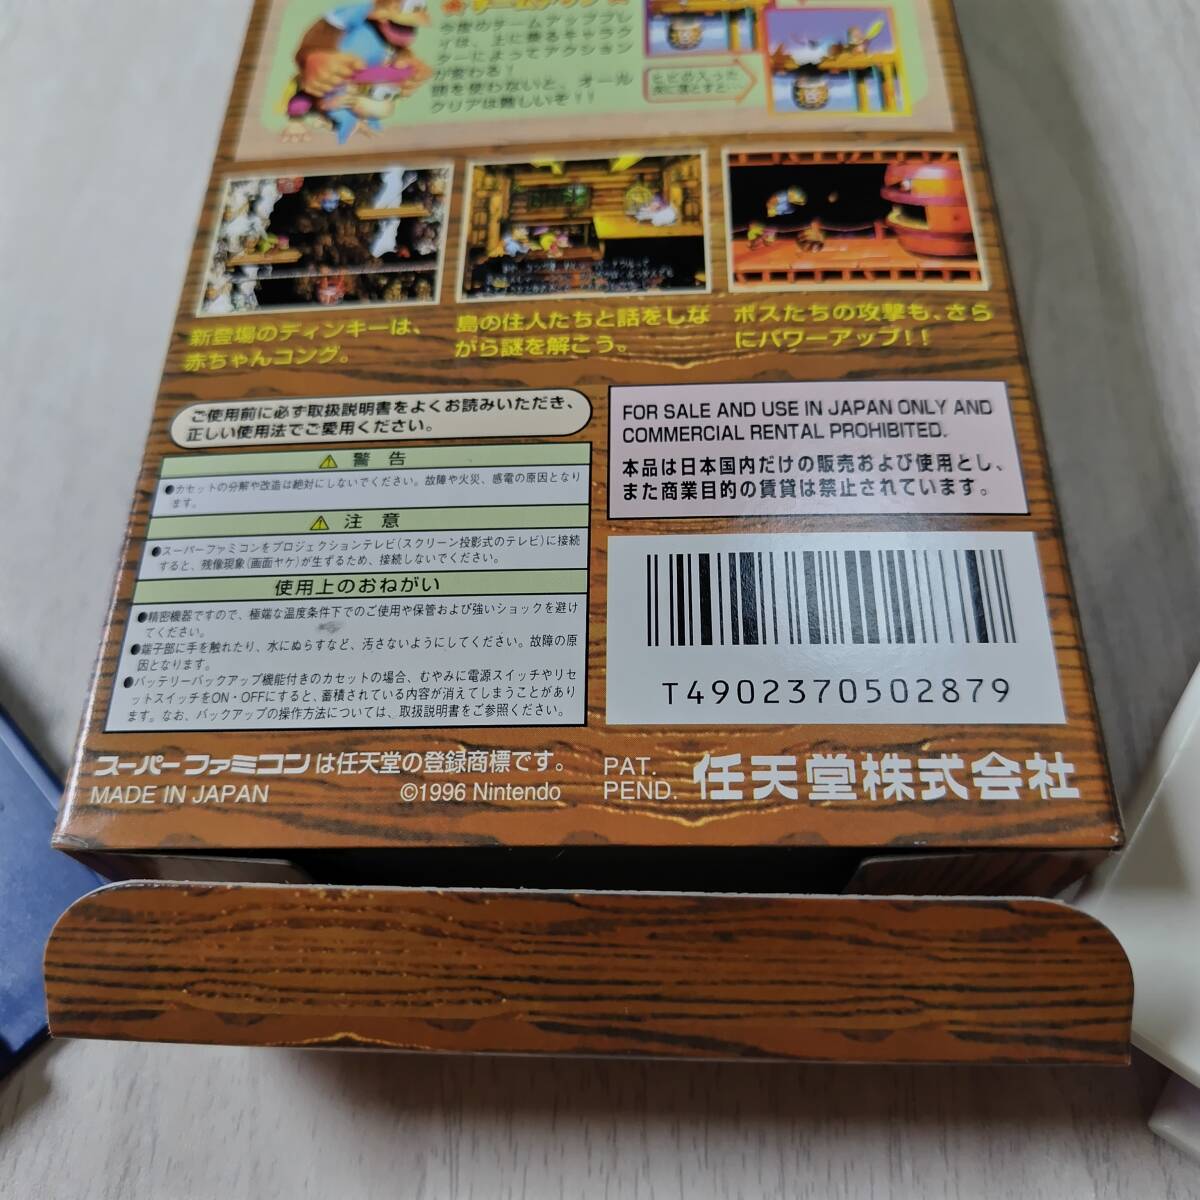 今度のチームアッププレ
イは、上に乗るキャラク
ターによってアクション
が変わる!
頭を使わないと、オール
クリアは難しいぞ!!
ヒビの入った
床に落とすと…
新登場のディンキーは、
赤ちゃんコング。
島の住人たちと話をしな
がら謎を解こう。
ボスたちの攻撃も、さら
にパワーアップ!!
ご使用前に必ず取扱説明書をよくお読みいただき、
正しい使用法でご愛用ください。
警告
●カセットの分解や改造は絶対にしないでください。故障や火災、感電の原因となり
ます。
注意
●スーパーファミコンをプロジェクションテレビ(スクリーン投影式のテレビ)に接続
すると、残像現象(画面ヤケ)が生ずるため、接続しないでください。
使用上のおねがい
●精密機器ですので、極端な温度条件下でのご使用や保管および強いショックを避け
てください。
●端子部に手を触れたり、水にぬらすなど、汚さないようにしてください。故障の原
因となります。
●バッテリーバックアップ機能付きのカセットの場合、むやみに電源スイッチやリセ
ットスイッチをON・OFFにすると、蓄積されている内容が消えてしまうことがあり
ます。なお、バックアップの操作方法については、取扱説明書をご参照ください。
FOR SALE AND USE IN JAPAN ONLY AND
COMMERCIAL RENTAL PROHIBITED.
本品は日本国内だけの販売および使用とし、
また商業目的の賃貸は禁止されています。
T4902370502879
スーパーファミコンは任天堂の登録商標です。
MADE IN JAPAN
©1996 Nintendo
PAT.
PEND.
任天堂株式会社